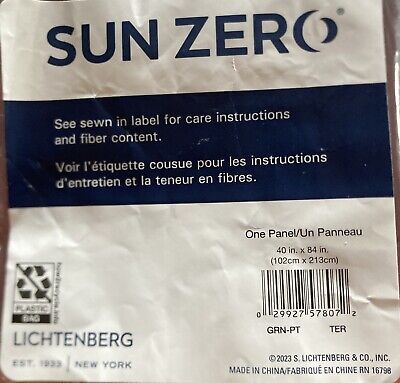 SUN ZERO®
See sewn in label for care instructions
and fiber content.
Voir l'étiquette cousue pour les instructions
d'entretien et la teneur en fibres.
One Panel/Un Panneau
40 in. x 84 in.
(102cm x 213cm)
how2recycle.info
PLASTIC
BAG
0 29927 57807 2
GRN-PT TER
LICHTENBERG
EST. 1933 NEW YORK
©2023 S. LICHTENBERG & CO., INC.
MADE IN CHINA/FABRIQUÉ EN CHINE RN 16798